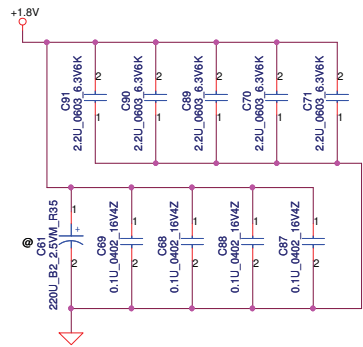 +1.8V
C91
2.2U_0603_6.3V6K
2
1
C90
2.2U_0603_6.3V6K
2
1
C89
2.2U_0603_6.3V6K
2
1
C70
2.2U_0603_6.3V6K
2
1
C71
2.2U_0603_6.3V6K
2
1
@
C61
220U_B2_2.5VM_R35
1
+
2
C69
0.1U_0402_16V4Z
1
2
C68
0.1U_0402_16V4Z
1
2
C88
0.1U_0402_16V4Z
1
2
C87
0.1U_0402_16V4Z
1
2